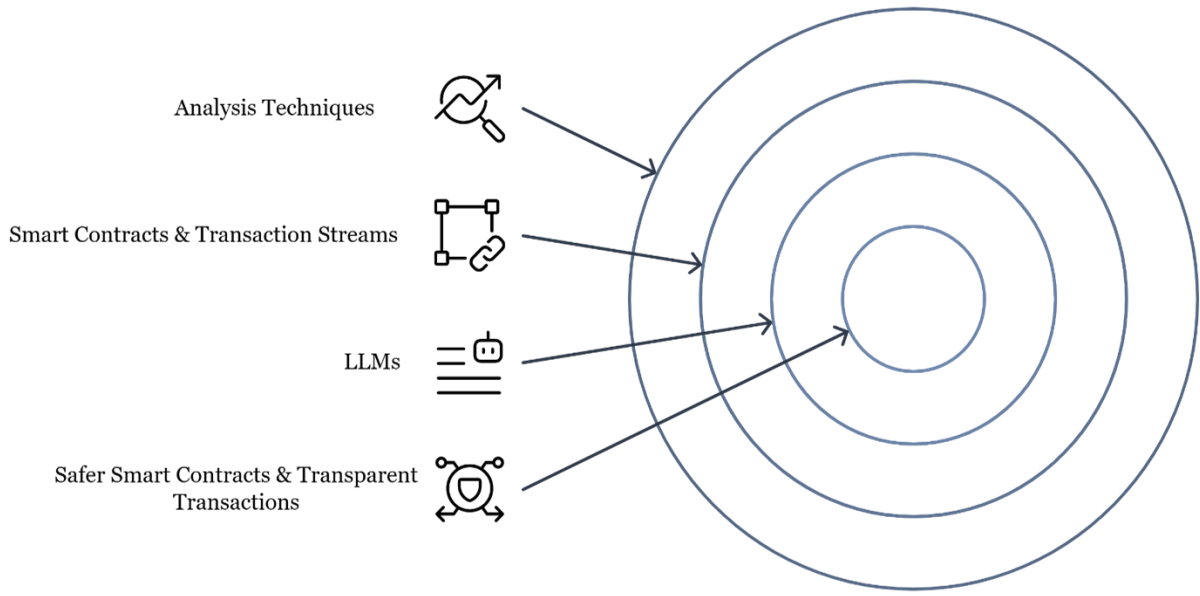 Analysis Techniques
Smart Contracts & Transaction Streams
LLMs
Safer Smart Contracts & Transparent
Transactions